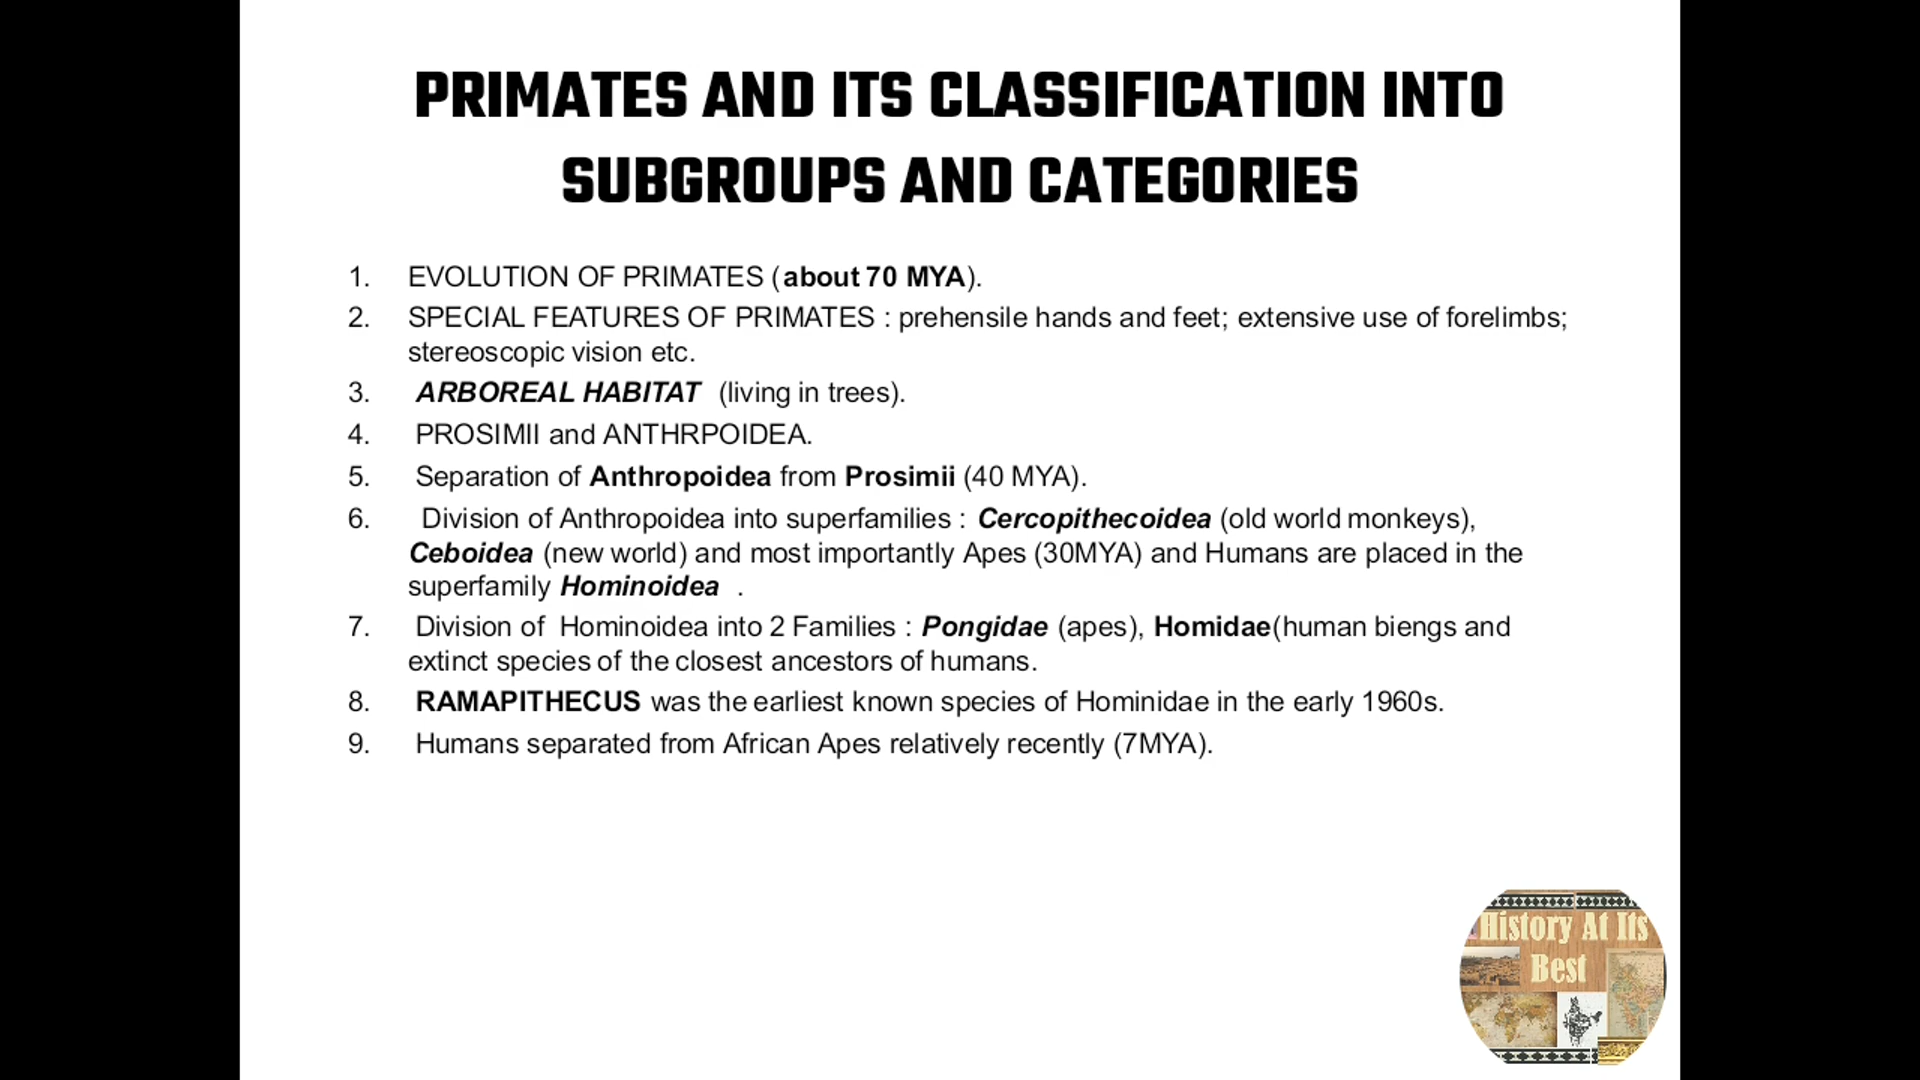 PRIMATES AND ITS CLASSIFICATION INTO
SUBGROUPS AND CATEGORIES
1. EVOLUTION OF PRIMATES (about 70 MYA).
2. SPECIAL FEATURES OF PRIMATES : prehensile hands and feet; extensive use of forelimbs;
stereoscopic vision etc.
3. ARBOREAL HABITAT (living in trees).
4. PROSIMII and ANTHRPOIDEA.
5. Separation of Anthropoidea from Prosimii (40 MYA).
6. Division of Anthropoidea into superfamilies : Cercopithecoidea (old world monkeys),
Ceboidea (new world) and most importantly Apes (30MYA) and Humans are placed in the
superfamily Hominoidea .
7. Division of Hominoidea into 2 Families : Pongidae (apes), Homidae(human biengs and
extinct species of the closest ancestors of humans.
8. RAMAPITHECUS was the earliest known species of Hominidae in the early 1960s.
9. Humans separated from African Apes relatively recently (7MYA).
History At Its
Best